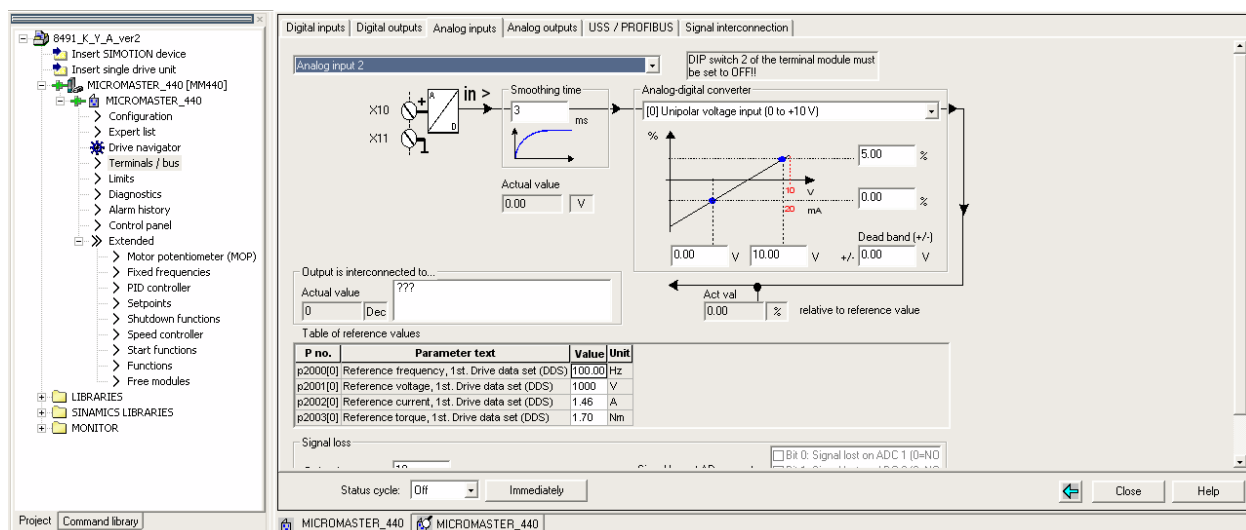 8491_K_Y_A_ver2
Insert SIMOTION device
Insert single drive unit
MICROMASTER_440 [MM440]
MICROMASTER_440
Configuration
Expert list
Drive navigator
Terminals / bus
Limits
Diagnostics
Alarm history
Control panel
Extended
Motor potentiometer (MOP)
Fixed frequencies
PID controller
Setpoints
Shutdown functions
Speed controller
Start functions
Functions
Free modules
LIBRARIES
SINAMICS LIBRARIES
MONITOR
Project Command library
Digital inputs Digital outputs Analog inputs Analog outputs USS / PROFIBUS Signal interconnection
Analog input 2
DIP switch 2 of the terminal module must
be set to OFF!!
X10
X11
+
A
D
in >
Smoothing time
3
ms
Actual value
0.00 V
Analog-digital converter
[0] Unipolar voltage input (0 to +10 V)
%
5.00 %
10 V
20 mA
0.00 %
Dead band (+/-)
0.00 V 10.00 V +/- 0.00 V
Output is interconnected to...
Actual value
0 Dec
???
Act val
0.00 % relative to reference value
Table of reference values
P no. Parameter text Value Unit
p2000[0] Reference frequency, 1st. Drive data set (DDS) 100.00 Hz
p2001[0] Reference voltage, 1st. Drive data set (DDS) 1000 V
p2002[0] Reference current, 1st. Drive data set (DDS) 1.46 A
p2003[0] Reference torque, 1st. Drive data set (DDS) 1.70 Nm
Signal loss
Bit 0: Signal lost on ADC 1 (0=NO
Status cycle: Off Immediately Close Help
MICROMASTER_440 MICROMASTER_440